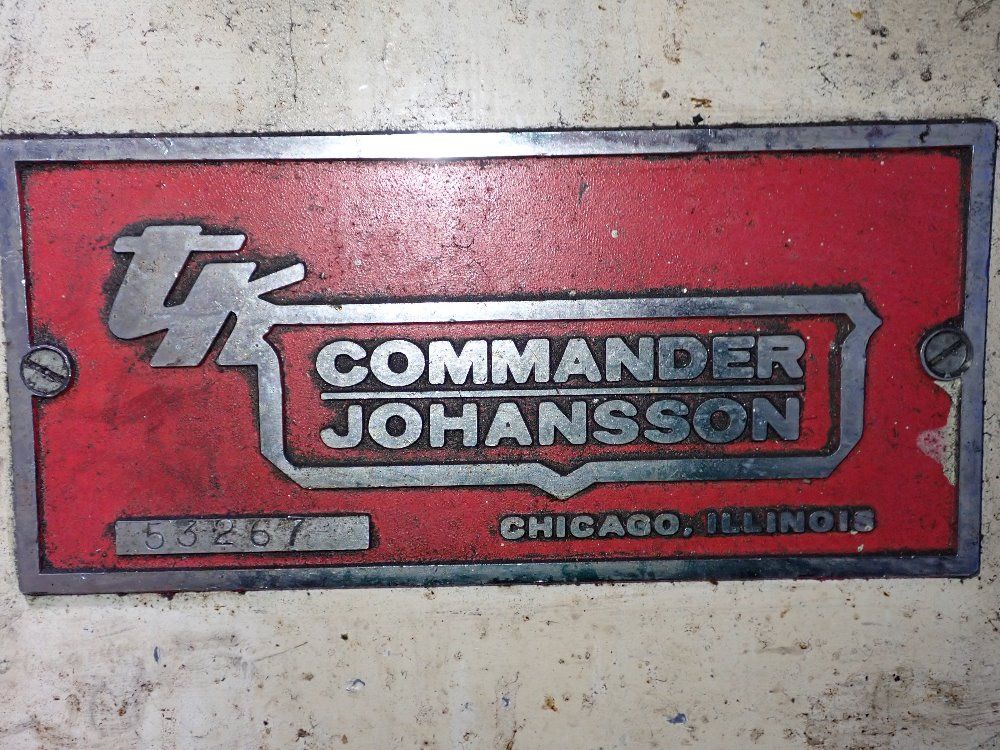 TK
COMMANDER
JOHANSSON
53267
CHICAGO, ILLINOIS